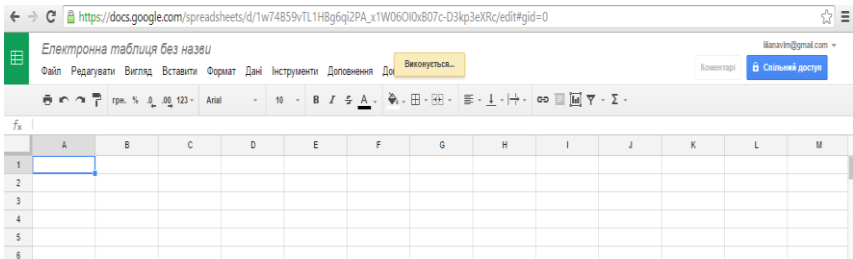 https://docs.google.com/spreadsheets/d/1w74B59vTL1HBg6qi2PA_x1W06OI0xB07c-D3kp3eXRc/edit#gid=0
Електронна таблиця без назви
lilianavlm@gmail.com
Файл Редагувати Вигляд Вставити Формат Дані Інструменти Доповнення До
Виконується...
Коментарі
Спільний доступ
грн. % .0 .00 123 Arial 10 B I S A Σ
fx
A B C D E F G H I J K L M
1
2
3
4
5
6